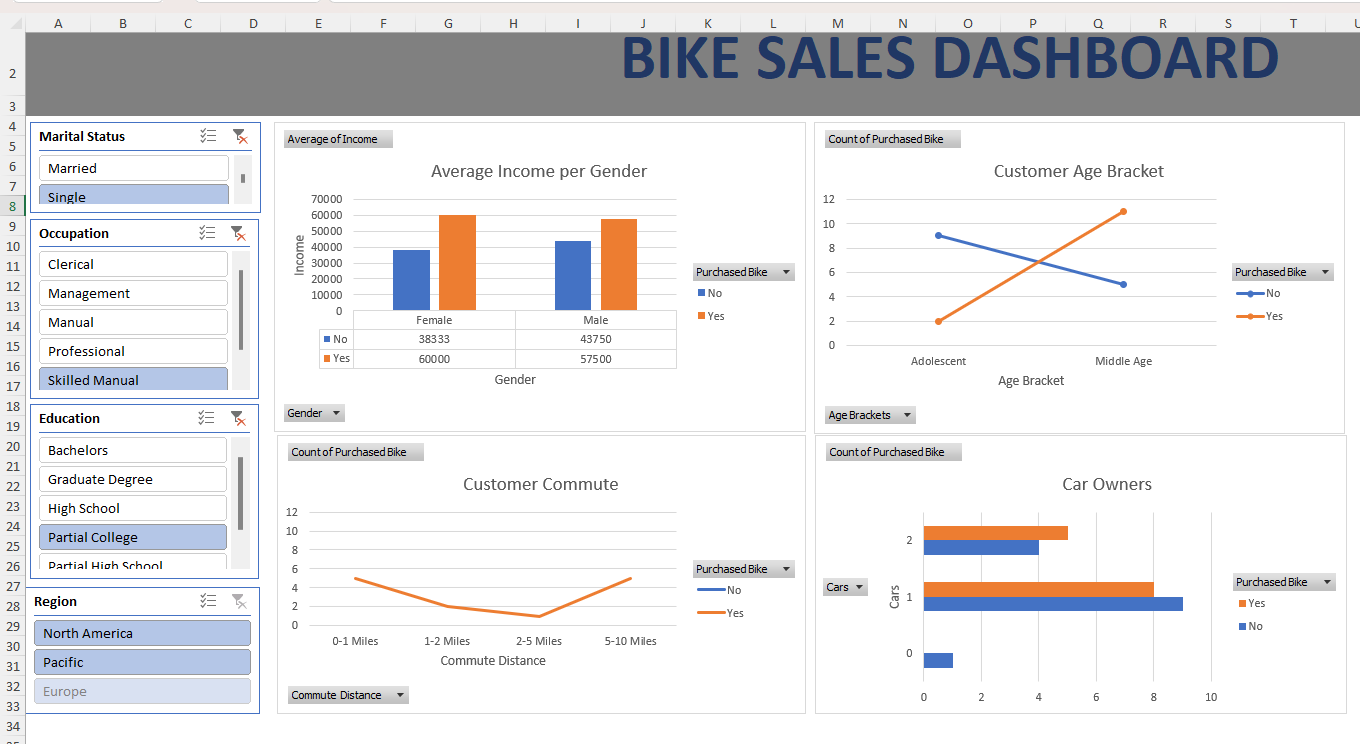 A B C D E F G H I J K L M N O P Q R S T
BIKE SALES DASHBOARD
2
3
4
5
6
7
8
9
10
11
12
13
14
15
16
17
18
19
20
21
22
23
24
25
26
27
28
29
30
31
32
33
34
Marital Status
Married
Single
Occupation
Clerical
Management
Manual
Professional
Skilled Manual
Education
Bachelors
Graduate Degree
High School
Partial College
Partial High School
Region
North America
Pacific
Europe
Average of Income
Average Income per Gender
70000
60000
50000
40000
30000
20000
10000
0
Income
Female Male
No 38333 43750
Yes 60000 57500
Gender
Purchased Bike
No
Yes
Gender
Count of Purchased Bike
Customer Age Bracket
12
10
8
6
4
2
0
Adolescent Middle Age
Age Bracket
Purchased Bike
No
Yes
Age Brackets
Count of Purchased Bike
Customer Commute
12
10
8
6
4
2
0
0-1 Miles 1-2 Miles 2-5 Miles 5-10 Miles
Commute Distance
Purchased Bike
No
Yes
Commute Distance
Count of Purchased Bike
Car Owners
Cars
Cars
2
1
0
0 2 4 6 8 10
Purchased Bike
Yes
No